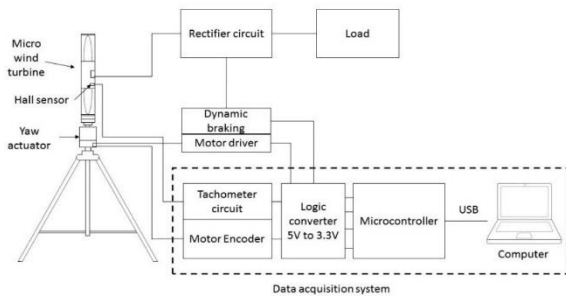 Micro
wind
turbine
Hall sensor
Yaw
actuator
Rectifier circuit
Load
Dynamic
braking
Motor driver
Tachometer
circuit
Motor Encoder
Logic
converter
5V to 3.3V
Microcontroller
USB
Computer
Data acquisition system